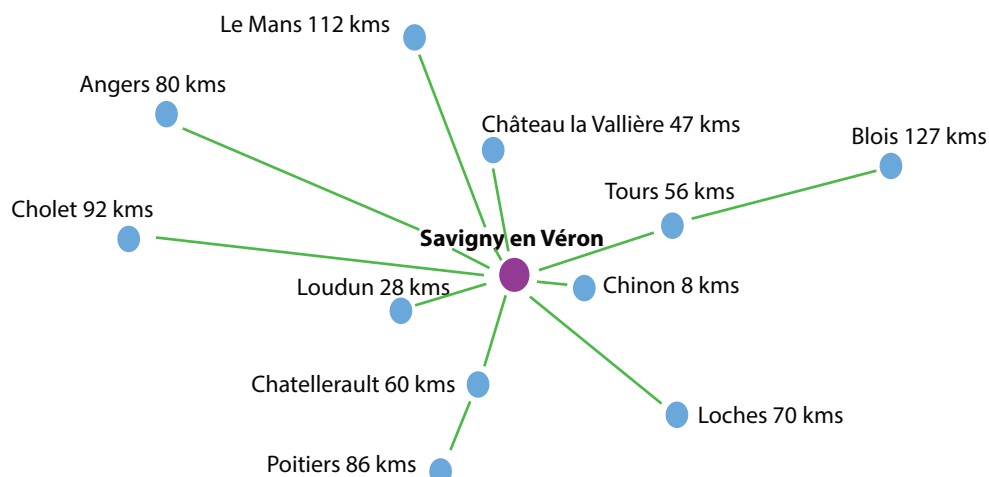 Le Mans 112 kms
Angers 80 kms
Château la Vallière 47 kms
Blois 127 kms
Tours 56 kms
Cholet 92 kms
Savigny en Véron
Loudun 28 kms
Chinon 8 kms
Chatellerault 60 kms
Loches 70 kms
Poitiers 86 kms